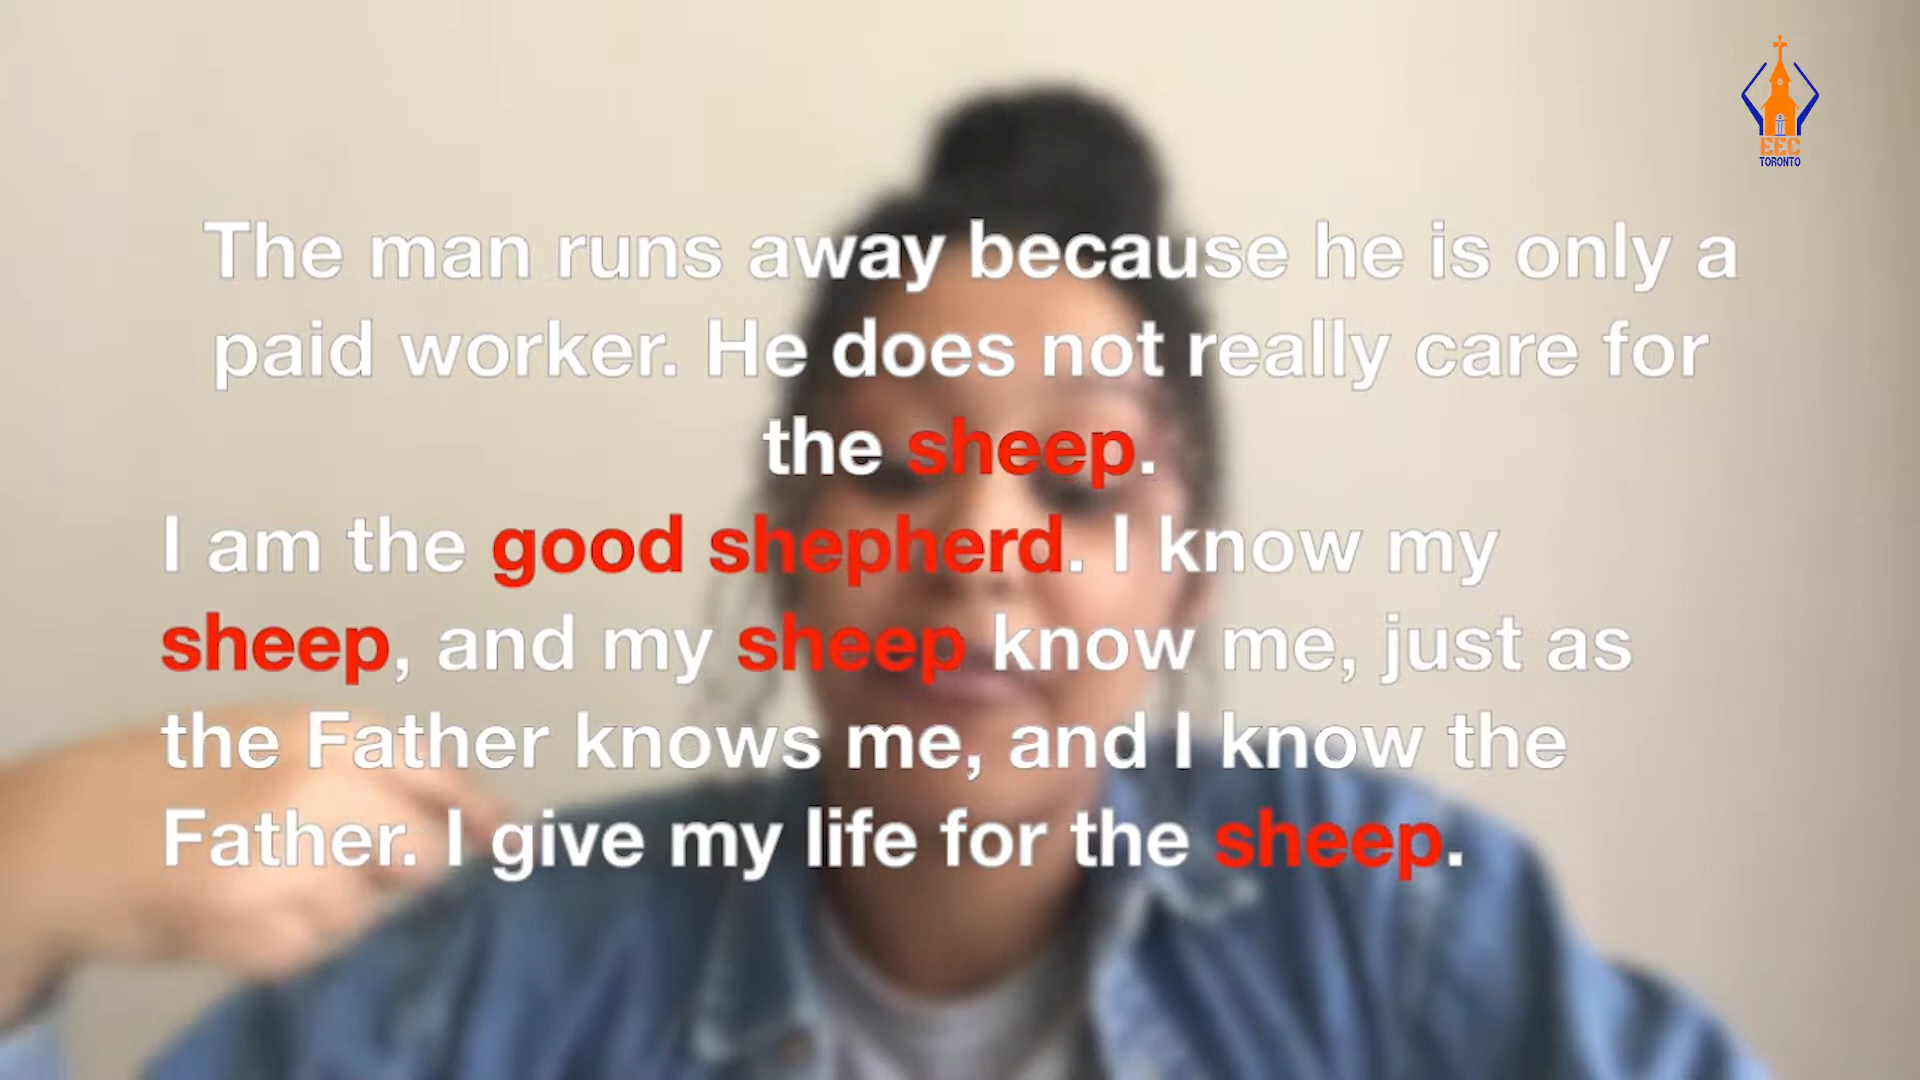 EEC
TORONTO
The man runs away because he is only a
paid worker. He does not really care for
the sheep.
I am the good shepherd. I know my
sheep, and my sheep know me, just as
the Father knows me, and I know the
Father. I give my life for the sheep.